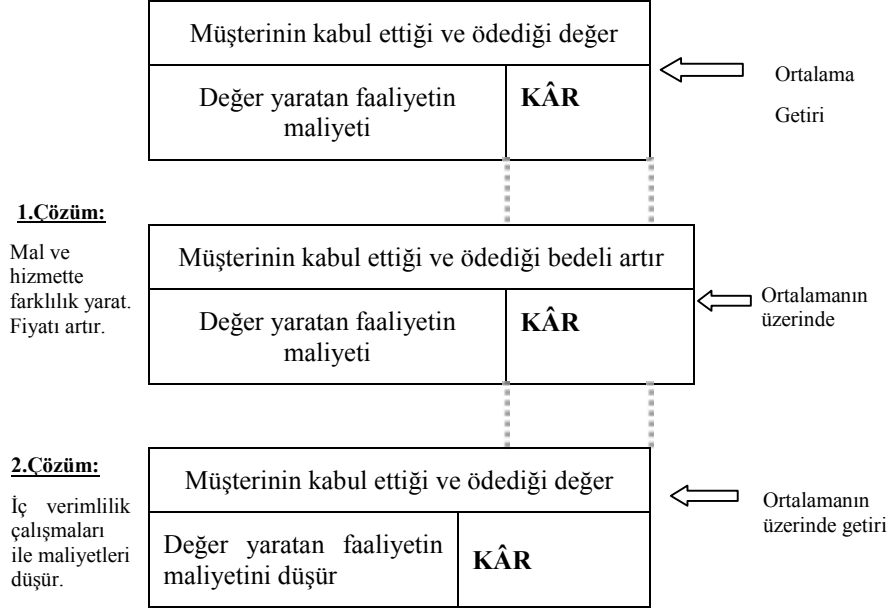 Müşterinin kabul ettiği ve ödediği değer
Değer yaratan faaliyetin
maliyeti
KÂR
Ortalama
Getiri
1.Çözüm:
Mal ve
hizmette
farklılık yarat.
Fiyatı artır.
Müşterinin kabul ettiği ve ödediği bedeli artır
Değer yaratan faaliyetin
maliyeti
KÂR
Ortalamanın
üzerinde
2.Çözüm:
İç verimlilik
çalışmaları
ile maliyetleri
düşür.
Müşterinin kabul ettiği ve ödediği değer
Değer yaratan faaliyetin
maliyetini düşür
KÂR
Ortalamanın
üzerinde getiri